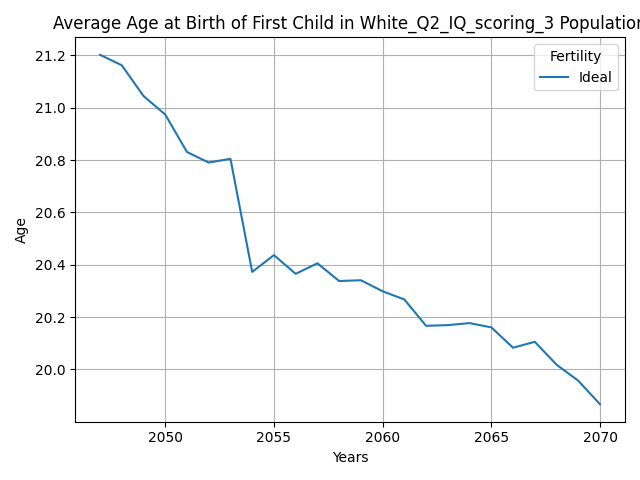 Average Age at Birth of First Child in White_Q2_IQ_scoring_3 Population
Fertility
Ideal
21.2
21.0
20.8
20.6
20.4
20.2
20.0
Age
2050 2055 2060 2065 2070
Years